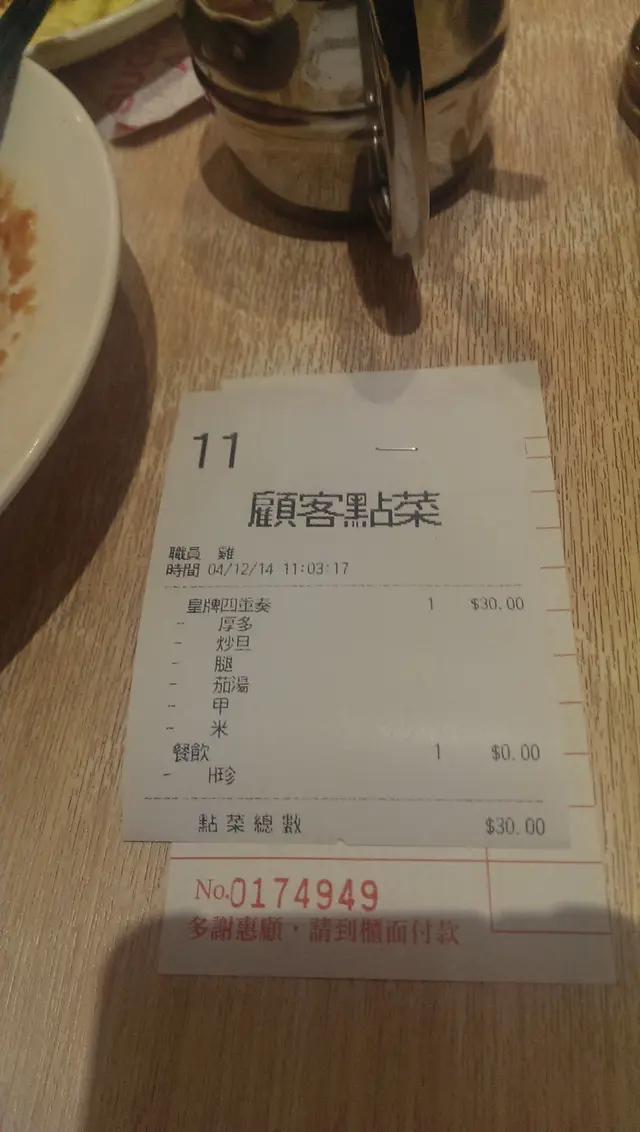 11
顧客點菜
職員 雞
時間 04/12/14 11:03:17
皇牌四重奏 1 $30.00
- 厚多
- 炒旦
- 腿
- 茄湯
- 甲
- 米
餐飲 1 $0.00
- H珍
點菜總數 $30.00
No.0174949
多謝惠顧，請到櫃面付款